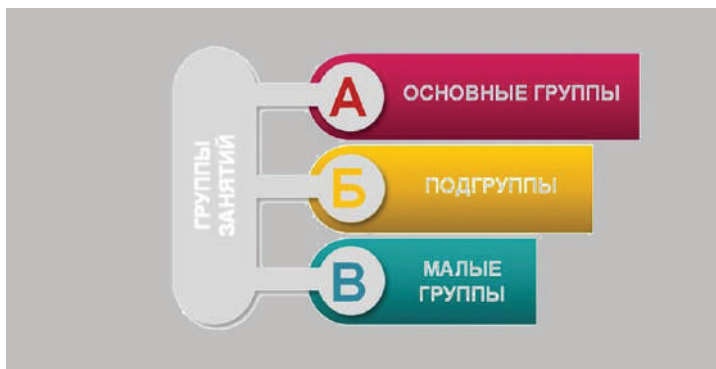 ГРУППЫ
ЗАНЯТИЙ
А
ОСНОВНЫЕ ГРУППЫ
Б
ПОДГРУППЫ
В
МАЛЫЕ
ГРУППЫ